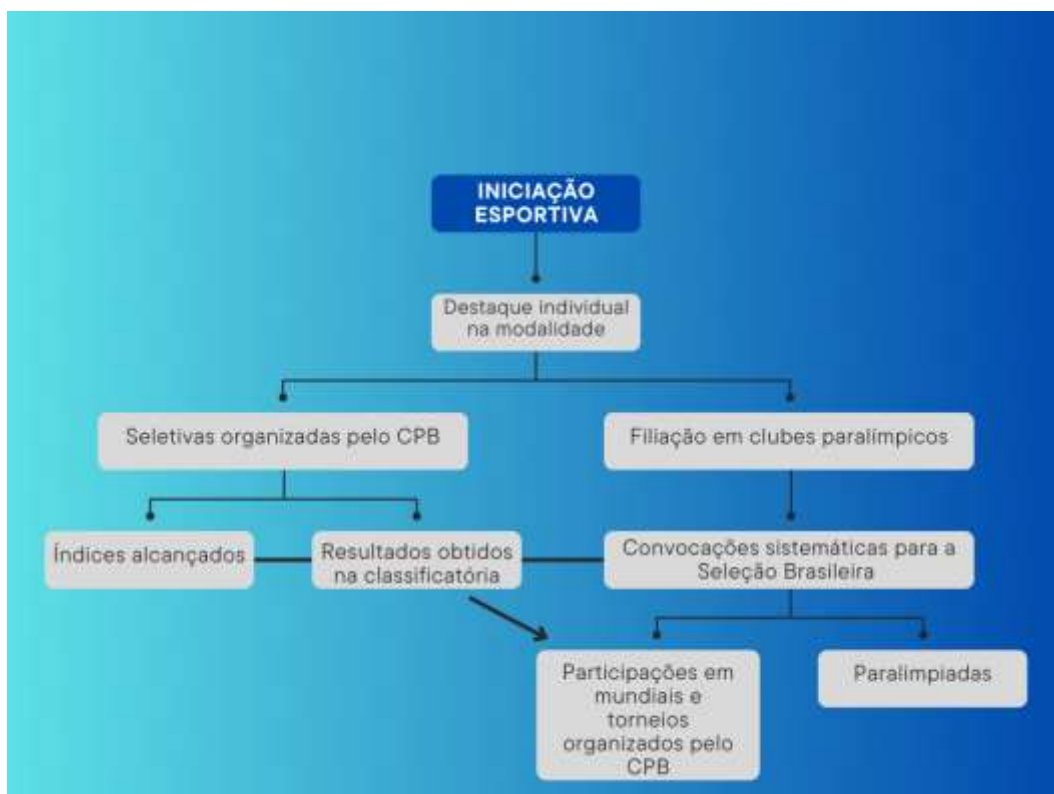 INICIAÇÃO
ESPORTIVA
Destaque individual
na modalidade
Seletivas organizadas pelo CPB
Filiação em clubes paralímpicos
Índices alcançados
Resultados obtidos
na classificatória
Convocações sistemáticas para a
Seleção Brasileira
Participações em
mundiais e
torneios
organizados pelo
CPB
Paralimpiadas